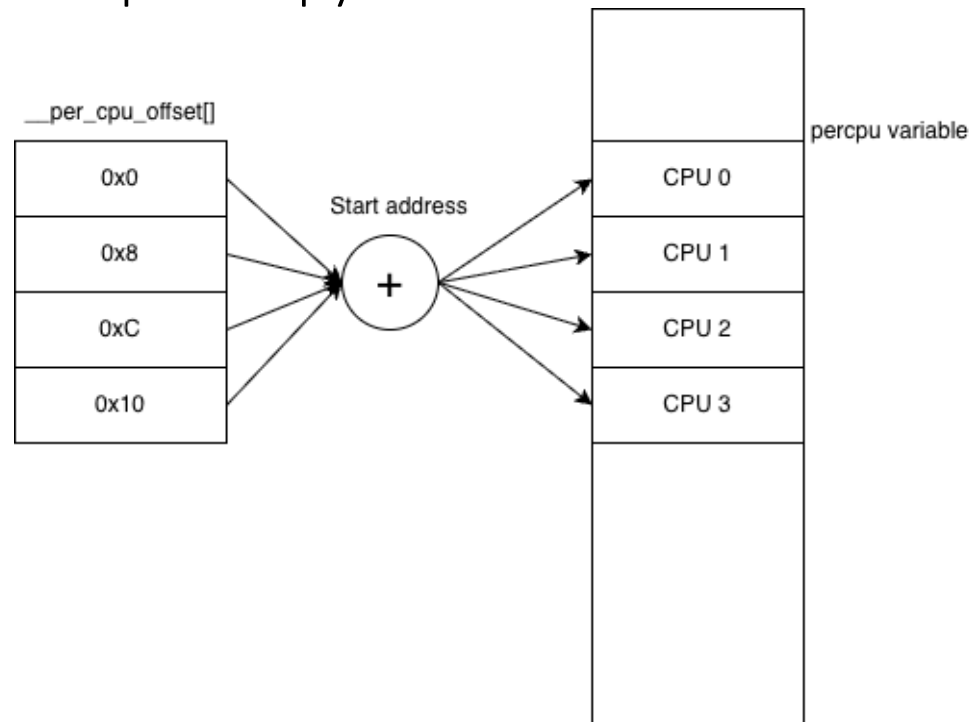 __per_cpu_offset[]
0x0
0x8
0xC
0x10
Start address
+
percpu variable
CPU 0
CPU 1
CPU 2
CPU 3